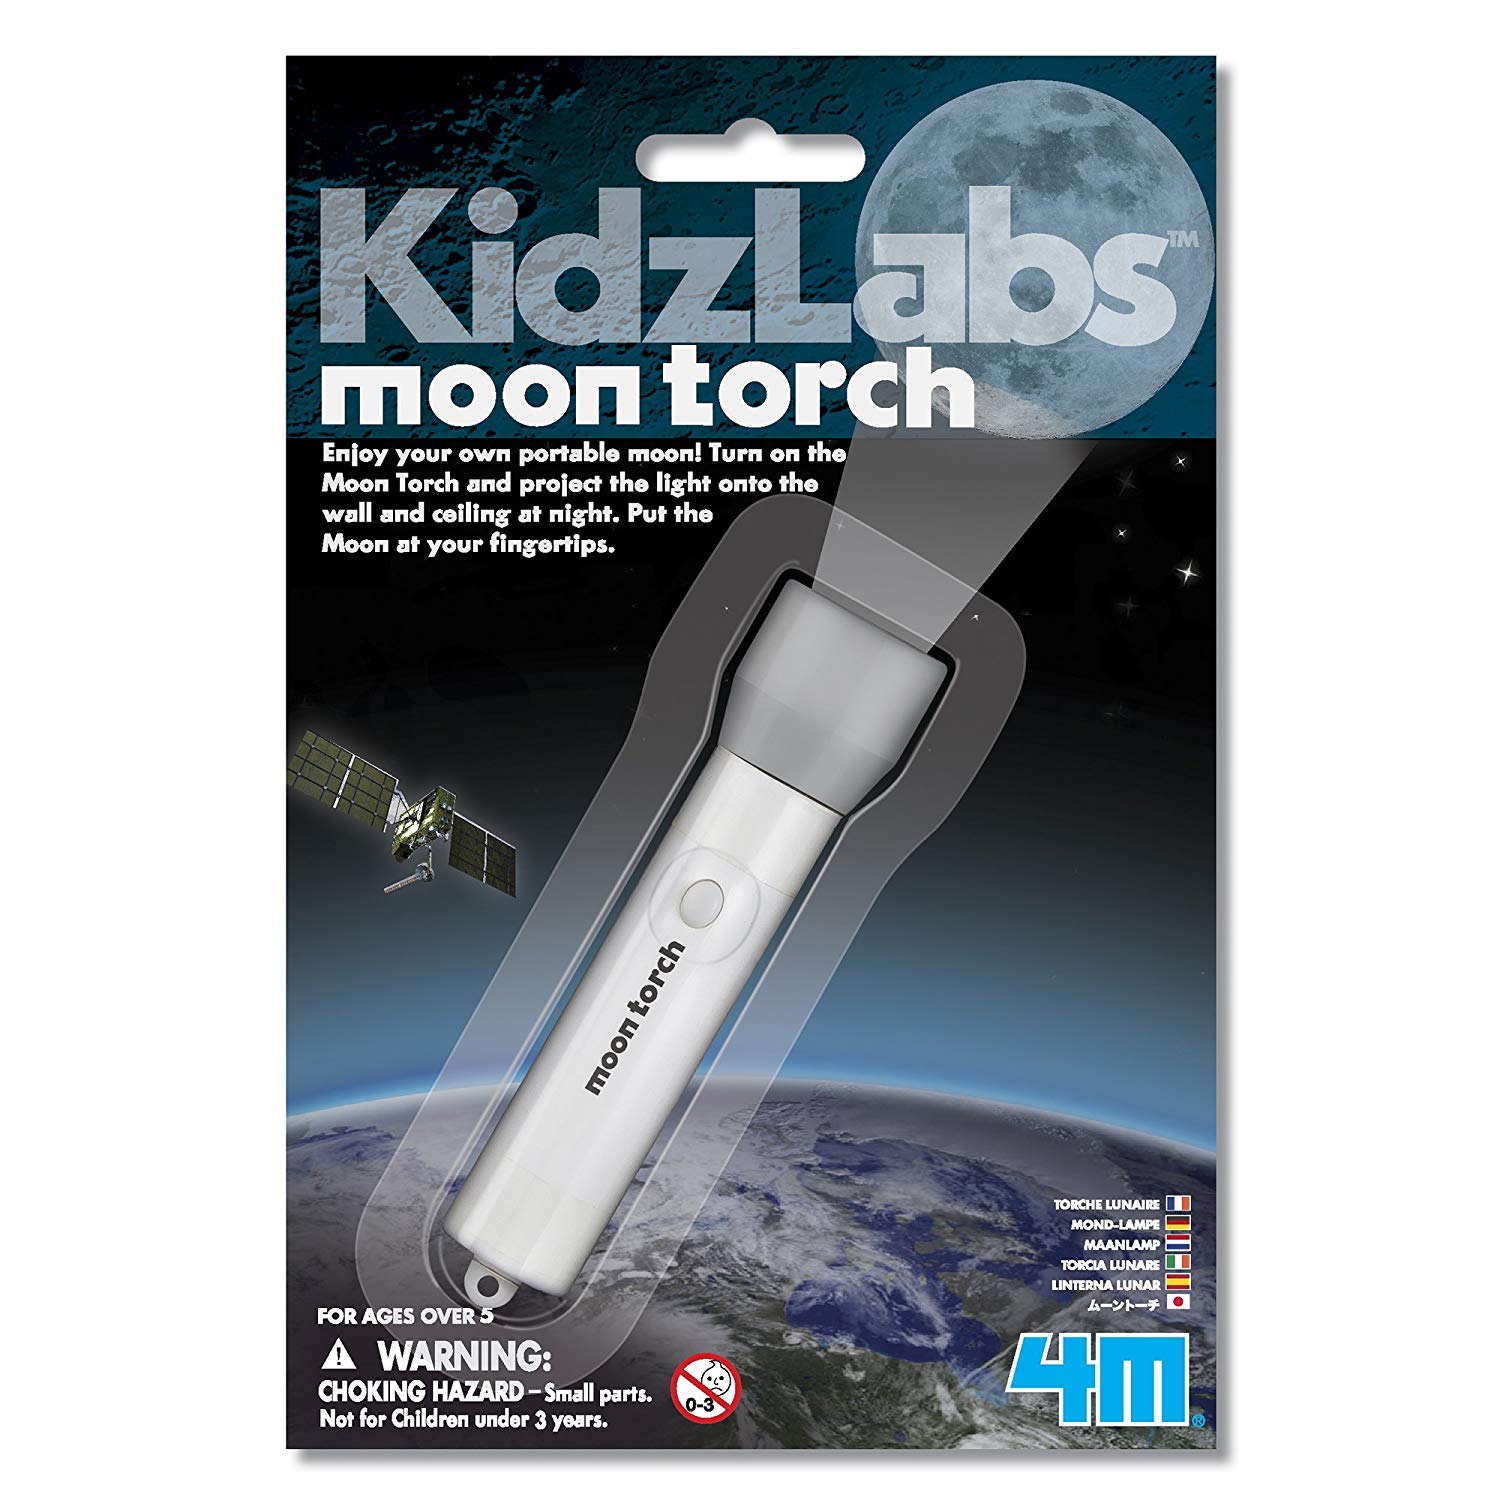 KidzLabs™
moon torch
Enjoy your own portable moon! Turn on the
Moon Torch and project the light onto the
wall and ceiling at night. Put the
Moon at your fingertips.
moon torch
TORCHE LUNAIRE
MOND-LAMPE
MAANLAMP
TORCIA LUNARE
LINTERNA LUNAR
ムーントーチ
FOR AGES OVER 5
WARNING:
CHOKING HAZARD – Small parts.
Not for Children under 3 years.
0-3
4M®